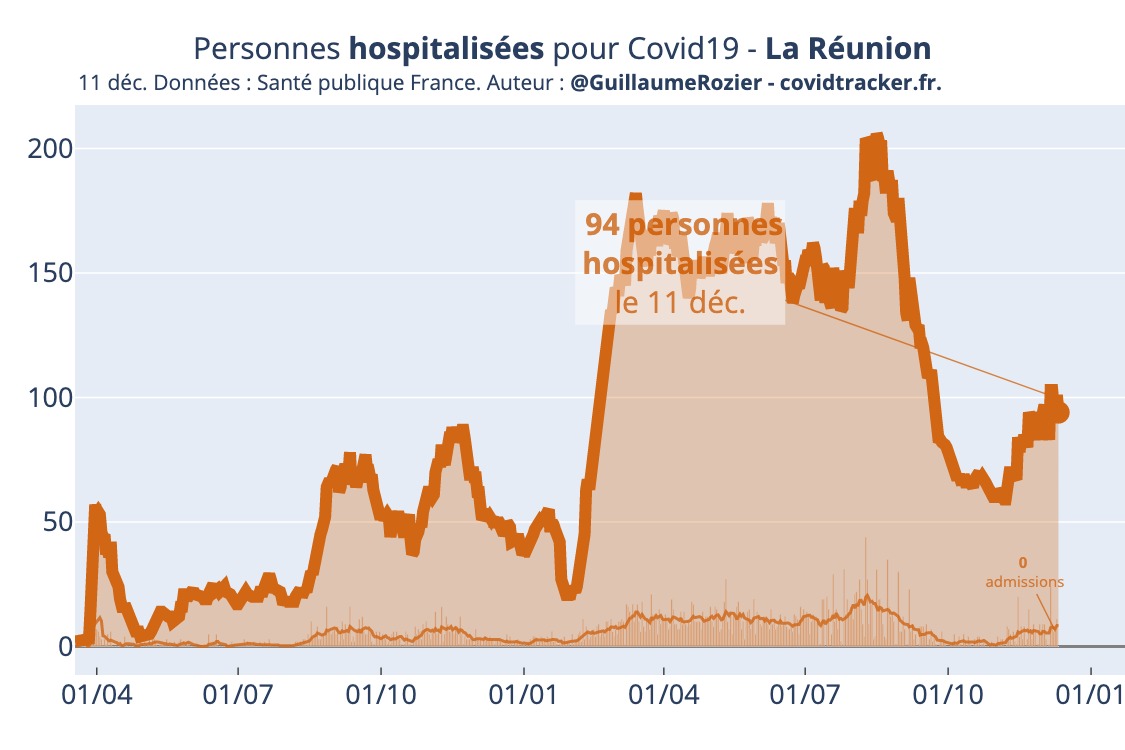 Personnes hospitalisées pour Covid19 - La Réunion
11 déc. Données : Santé publique France. Auteur : @GuillaumeRozier - covidtracker.fr.
200
150
100
50
0
94 personnes
hospitalisées
le 11 déc.
0
admissions
01/04
01/07
01/10
01/01
01/04
01/07
01/10
01/01